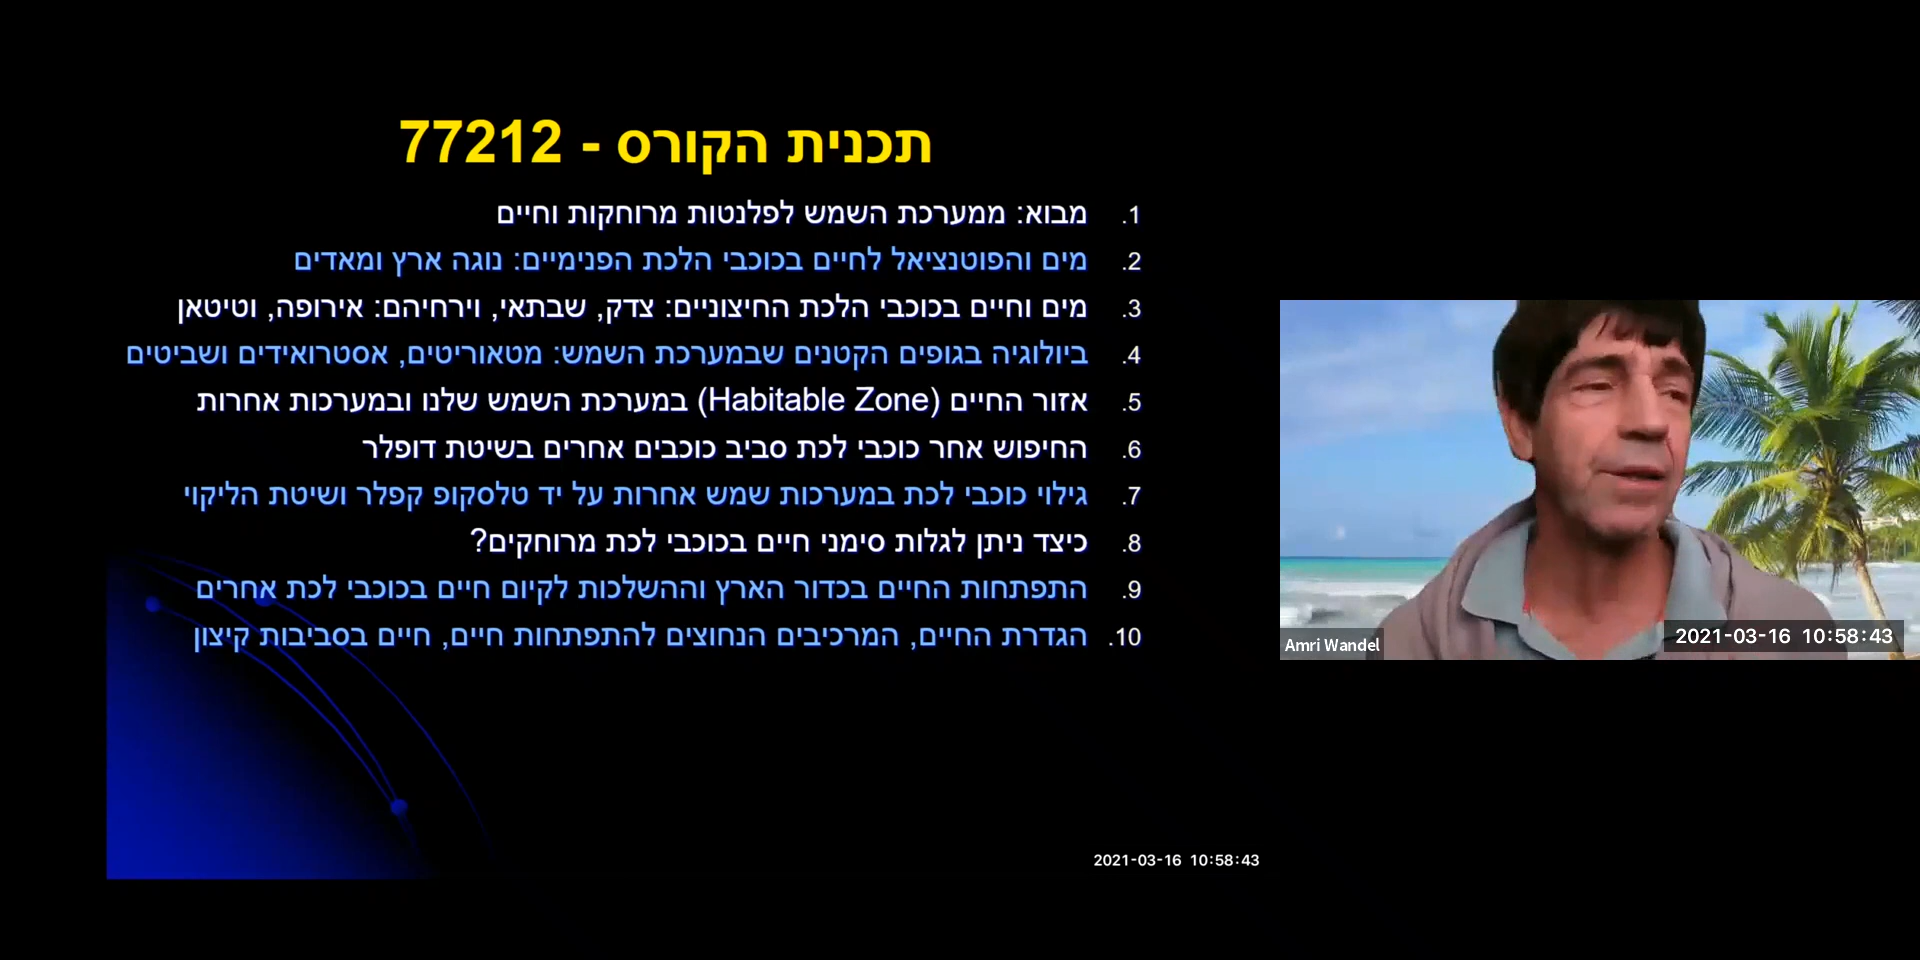 תכנית הקורס - 77212
1. מבוא: ממערכת השמש לפלנטות מרוחקות וחיים
2. מים והפוטנציאל לחיים בכוכבי הלכת הפנימיים: נוגה ארץ ומאדים
3. מים וחיים בכוכבי הלכת החיצוניים: צדק, שבתאי, וירחיהם: אירופה, וטיטאן
4. ביולוגיה בגופים הקטנים שבמערכת השמש: מטאוריטים, אסטרואידים ושביטים
5. אזור החיים (Habitable Zone) במערכת השמש שלנו ובמערכות אחרות
6. החיפוש אחר כוכבי לכת סביב כוכבים אחרים בשיטת דופלר
7. גילוי כוכבי לכת במערכות שמש אחרות על יד טלסקופ קפלר ושיטת הליקוי
8. כיצד ניתן לגלות סימני חיים בכוכבי לכת מרוחקים?
9. התפתחות החיים בכדור הארץ וההשלכות לקיום חיים בכוכבי לכת אחרים
10. הגדרת החיים, המרכיבים הנחוצים להתפתחות חיים, חיים בסביבות קיצון
2021-03-16 10:58:43
Amri Wandel
2021-03-16 10:58:43